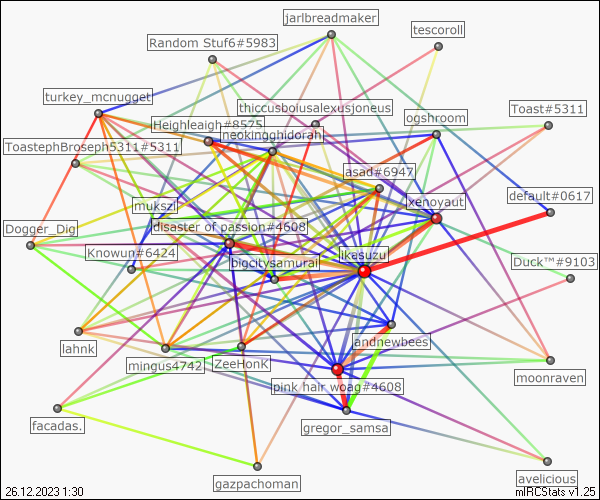 jarlbreadmaker
tescoroll
Random Stuf6#5983
turkey_mcnugget
thiccusboiusalexusjoneus
Toast#5311
Heighleaigh#8575
ogshroom
neokingghidorah
ToastephBroseph5311#5311
asad#6947
mukszi
xenoyaut
default#0617
Dogger_Dig
disaster of passion#4608
Knowun#6424
likasuzu
bigcitysamurai
Duck™#9103
lahnk
andnewbees
mingus4742
ZeeHonk
moonraven
pink hair woag#4608
facadas.
gregor_samsa
gazpachoman
avelicious
26.12.2023 1:30
mIRCStats v1.25